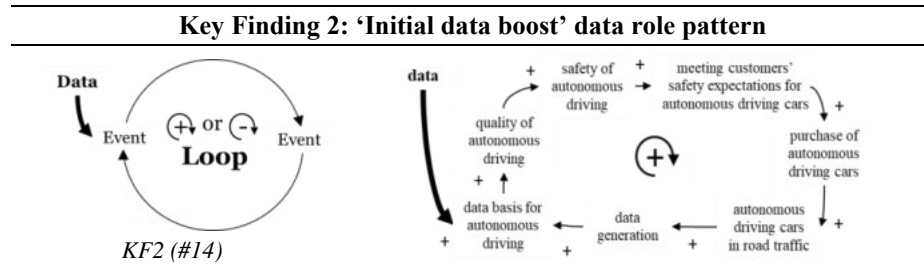 Key Finding 2: ‘Initial data boost’ data role pattern
Data
Event
+ or -
Loop
Event
KF2 (#14)
data
+
safety of
autonomous
driving
+
meeting customers’
safety expectations for
autonomous driving cars
+
purchase of
autonomous
driving cars
+
autonomous
driving cars
in road traffic
+
data
generation
+
data basis for
autonomous
driving
+
+
quality of
autonomous
driving
+